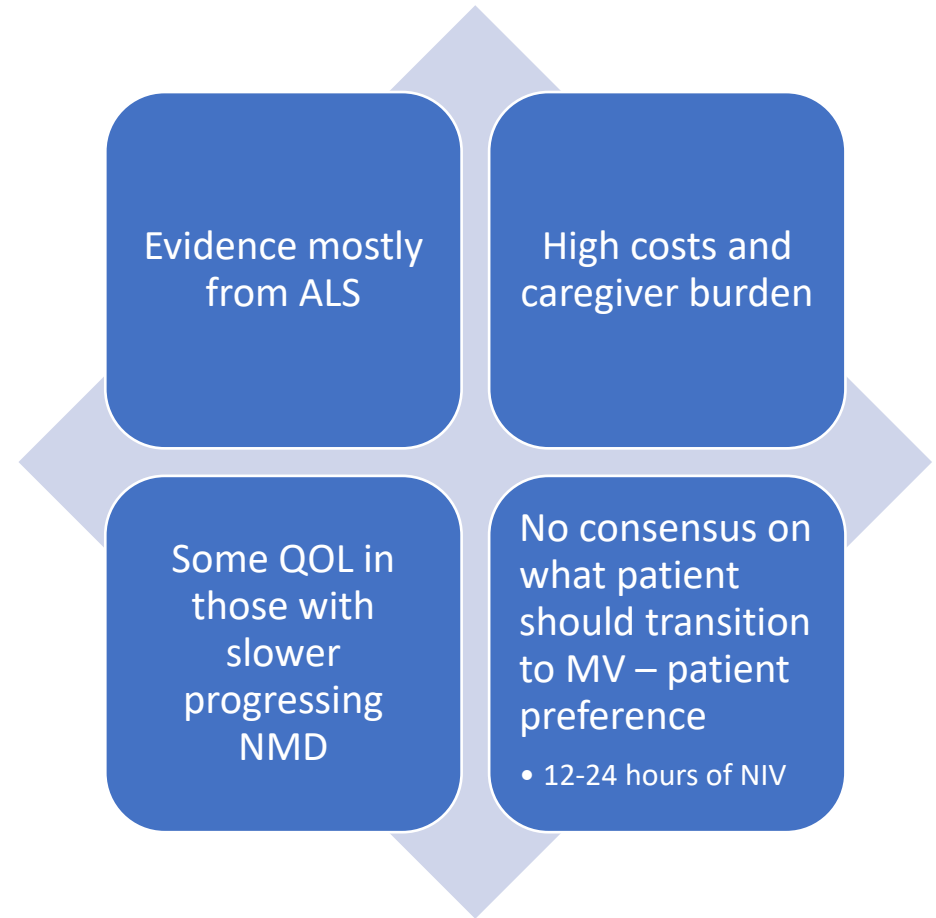 Evidence mostly
from ALS
High costs and
caregiver burden
Some QOL in
those with
slower
progressing
NMD
No consensus on
what patient
should transition
to MV – patient
preference
• 12-24 hours of NIV